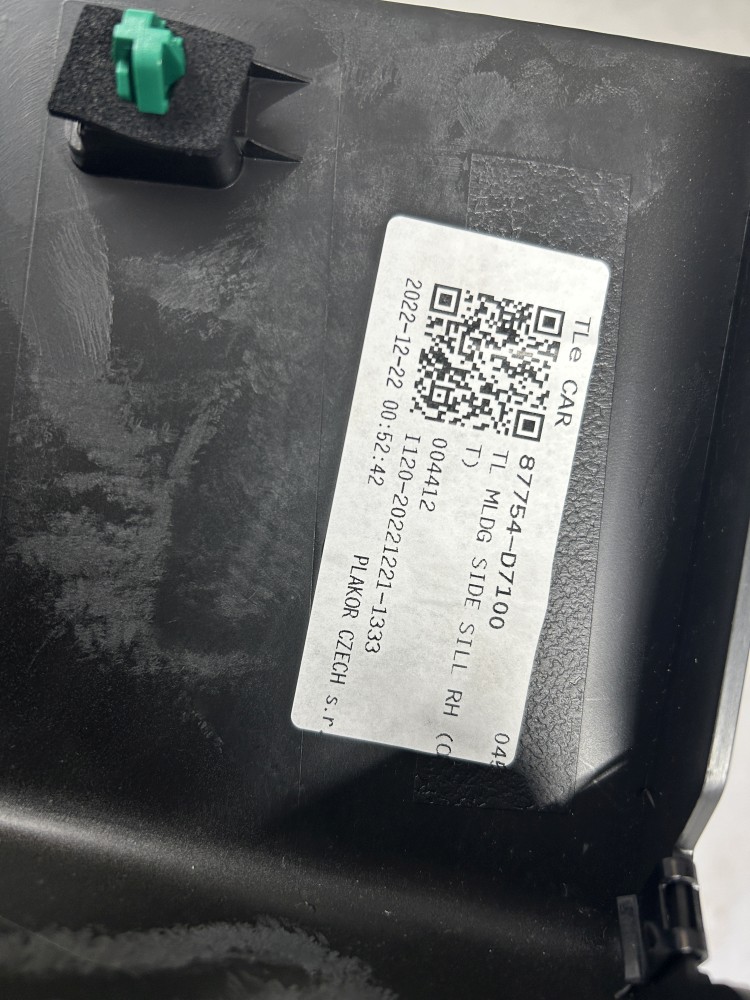 TLe CAR
87754-D7100
TL MLDG SIDE SILL RH (C
T)
004412
I120-20221221-1333
2022-12-22 00:52:42
PLAKOR CZECH s.r